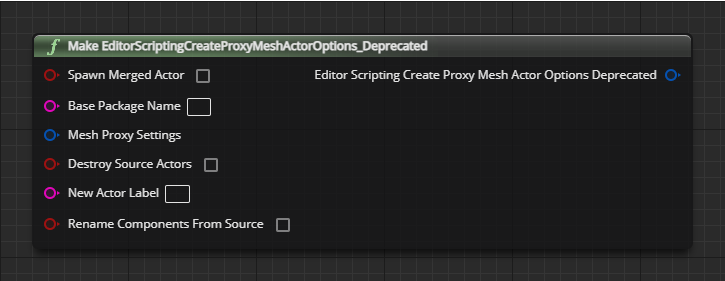 f Make EditorScriptingCreateProxyMeshActorOptions_Deprecated
Spawn Merged Actor
Editor Scripting Create Proxy Mesh Actor Options Deprecated
Base Package Name
Mesh Proxy Settings
Destroy Source Actors
New Actor Label
Rename Components From Source